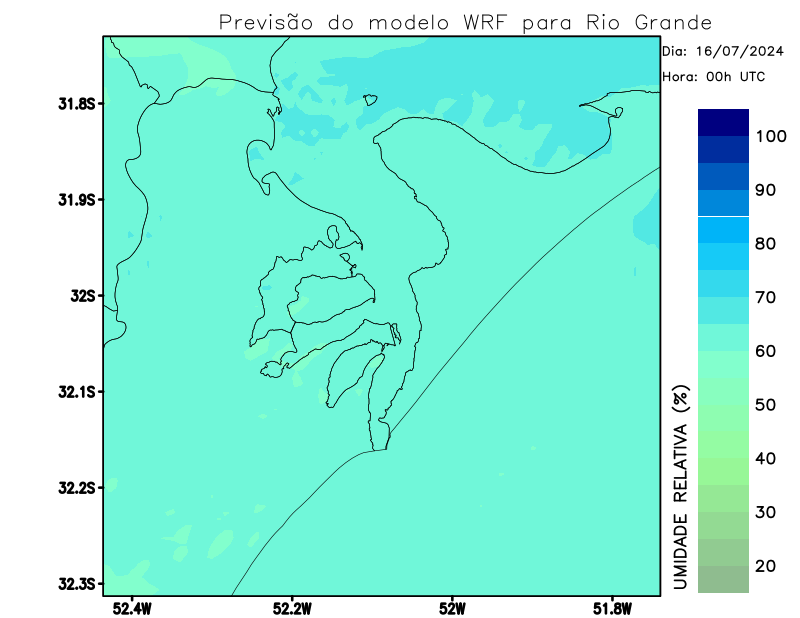 Previsão do modelo WRF para Rio Grande
Dia: 16/07/2024
Hora: 00h UTC
31.8S
31.9S
32S
32.1S
32.2S
32.3S
52.4W
52.2W
52W
51.8W
100
90
80
70
60
50
40
30
20
UMIDADE RELATIVA (%)